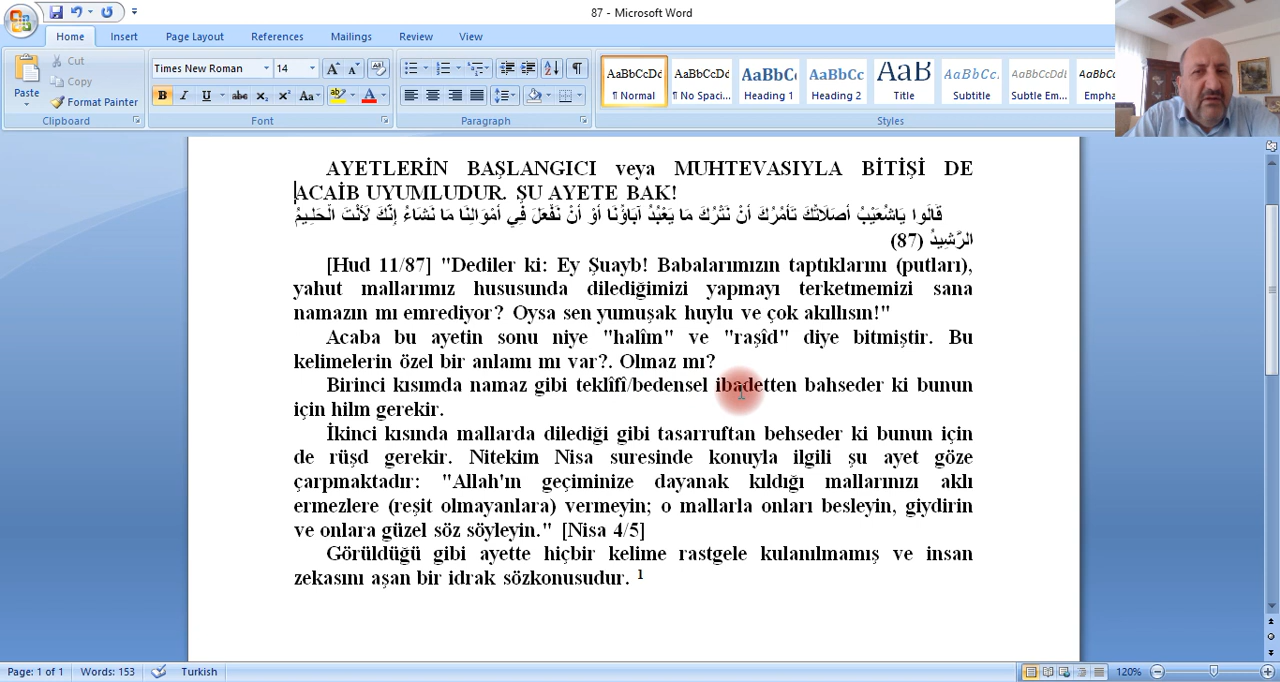 87 - Microsoft Word
Home Insert Page Layout References Mailings Review View
Paste
Cut
Copy
Format Painter
Clipboard
Times New Roman 14
Font
Paragraph
AaBbCcDc AaBbCcDc AaBbCc AaBbCc AaB AaBbCc. AaBbCcDdI AaBbCc
¶ Normal ¶ No Spaci... Heading 1 Heading 2 Title Subtitle Subtle Em... Empha
Styles
AYETLERİN BAŞLANGICI veya MUHTEVASIYLA BİTİŞİ DE
ACAİB UYUMLUDUR. ŞU AYETE BAK!
قَالُوا يَاشُعَيْبُ أَصَلَاتُكَ تَأْمُرُكَ أَنْ نَتْرُكَ مَا يَعْبُدُ آبَاؤُنَا أَوْ أَنْ نَفْعَلَ فِي أَمْوَالِنَا مَا نَشَاءُ إِنَّكَ لَأَنْتَ الْحَلِيمُ
الرَّشِيدُ (87)
[Hud 11/87] "Dediler ki: Ey Şuayb! Babalarımızın taptıklarını (putları),
yahut mallarımız hususunda dilediğimizi yapmayı terketmemizi sana
namazın mı emrediyor? Oysa sen yumuşak huylu ve çok akıllısın!"
Acaba bu ayetin sonu niye "halîm" ve "raşîd" diye bitmiştir. Bu
kelimelerin özel bir anlamı mı var?. Olmaz mı?
Birinci kısımda namaz gibi teklîfî/bedensel ibadetten bahseder ki bunun
için hilm gerekir.
İkinci kısında mallarda dilediği gibi tasarruftan behseder ki bunun için
de rüşd gerekir. Nitekim Nisa suresinde konuyla ilgili şu ayet göze
çarpmaktadır: "Allah'ın geçiminize dayanak kıldığı mallarınızı aklı
ermezlere (reşit olmayanlara) vermeyin; o mallarla onları besleyin, giydirin
ve onlara güzel söz söyleyin." [Nisa 4/5]
Görüldüğü gibi ayette hiçbir kelime rastgele kulanılmamış ve insan
zekasını aşan bir idrak sözkonusudur. 1
Page: 1 of 1 Words: 153 Turkish 120%